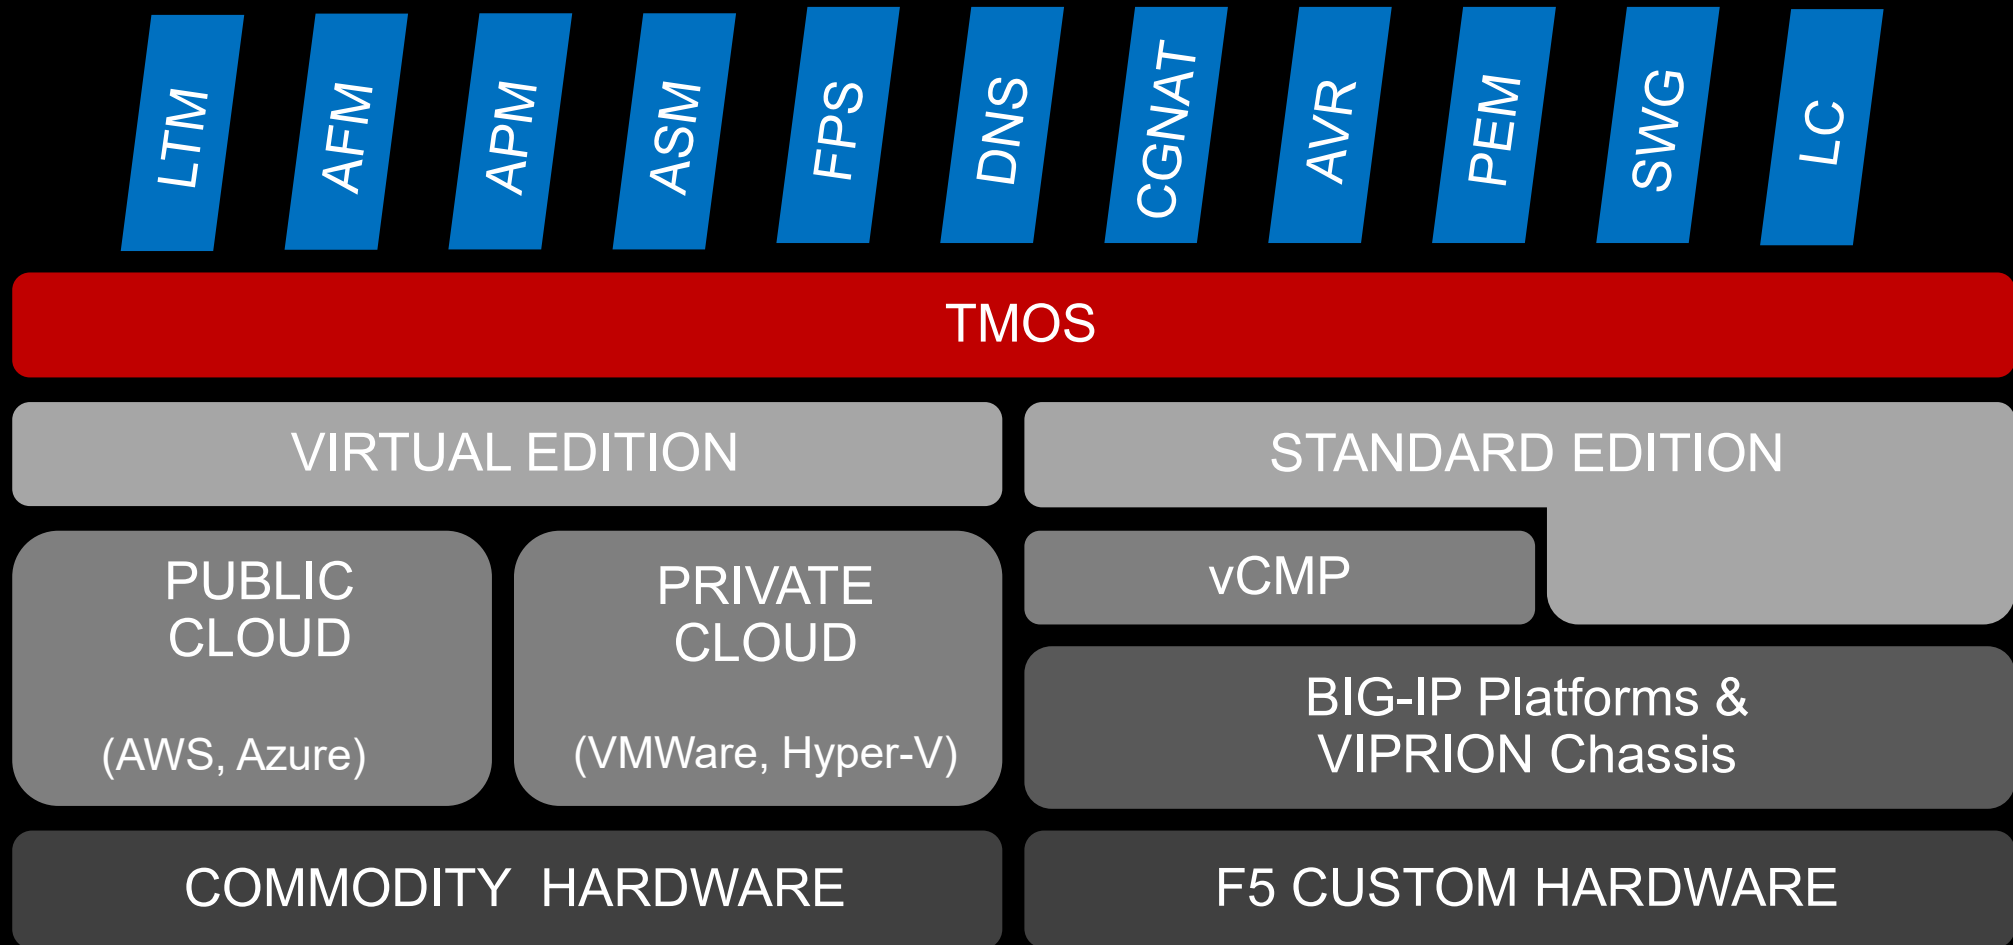 LTM
AFM
APM
ASM
FPS
DNS
CGNAT
AVR
PEM
SWG
LC
TMOS
VIRTUAL EDITION
STANDARD EDITION
PUBLIC
CLOUD
(AWS, Azure)
PRIVATE
CLOUD
(VMWare, Hyper-V)
vCMP
BIG-IP Platforms &
VIPRION Chassis
COMMODITY HARDWARE
F5 CUSTOM HARDWARE